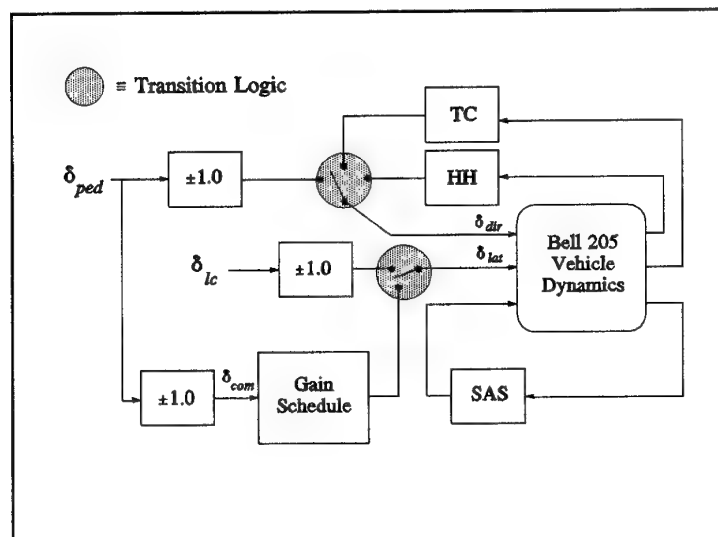 ≡ Transition Logic
TC
δped
±1.0
HH
δdir
Bell 205
Vehicle
Dynamics
δlc
±1.0
δlat
±1.0
δcom
Gain
Schedule
SAS